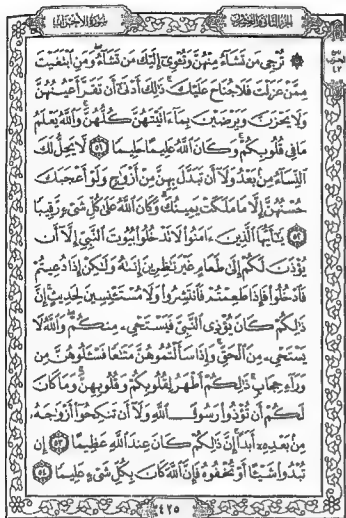 الجزء الثاني والعشرون
سورة الأحزاب
۞ تُرْجِي مَن تَشَآءُ مِنْهُنَّ وَتُـْٔوِىٓ إِلَيْكَ مَن تَشَآءُ وَمَنِ ٱبْتَغَيْتَ
مِمَّنْ عَزَلْتَ فَلَا جُنَاحَ عَلَيْكَ ذَٰلِكَ أَدْنَىٰٓ أَن تَقَرَّ أَعْيُنُهُنَّ
وَلَا يَحْزَنَّ وَيَرْضَيْنَ بِمَآ ءَاتَيْتَهُنَّ كُلُّهُنَّ وَٱللَّهُ يَعْلَمُ
مَا فِى قُلُوبِكُمْ وَكَانَ ٱللَّهُ عَلِيمًا حَلِيمًا ٥١ لَّا يَحِلُّ لَكَ
ٱلنِّسَآءُ مِنۢ بَعْدُ وَلَآ أَن تَبَدَّلَ بِهِنَّ مِنْ أَزْوَٰجٍ وَلَوْ أَعْجَبَكَ
حُسْنُهُنَّ إِلَّا مَا مَلَكَتْ يَمِينُكَ وَكَانَ ٱللَّهُ عَلَىٰ كُلِّ شَىْءٍ رَّقِيبًا
٥٢ يَٰٓأَيُّهَا ٱلَّذِينَ ءَامَنُوا۟ لَا تَدْخُلُوا۟ بُيُوتَ ٱلنَّبِىِّ إِلَّآ أَن
يُؤْذَنَ لَكُمْ إِلَىٰ طَعَامٍ غَيْرَ نَٰظِرِينَ إِنَىٰهُ وَلَٰكِنْ إِذَا دُعِيتُمْ
فَٱدْخُلُوا۟ فَإِذَا طَعِمْتُمْ فَٱنتَشِرُوا۟ وَلَا مُسْتَـْٔنِسِينَ لِحَدِيثٍ إِنَّ
ذَٰلِكُمْ كَانَ يُؤْذِى ٱلنَّبِىَّ فَيَسْتَحْىِۦ مِنكُمْ وَٱللَّهُ لَا
يَسْتَحْىِۦ مِنَ ٱلْحَقِّ وَإِذَا سَأَلْتُمُوهُنَّ مَتَٰعًا فَسْـَٔلُوهُنَّ مِن
وَرَآءِ حِجَابٍ ذَٰلِكُمْ أَطْهَرُ لِقُلُوبِكُمْ وَقُلُوبِهِنَّ وَمَا كَانَ
لَكُمْ أَن تُؤْذُوا۟ رَسُولَ ٱللَّهِ وَلَآ أَن تَنكِحُوٓا۟ أَزْوَٰجَهُۥ
مِنۢ بَعْدِهِۦٓ أَبَدًا إِنَّ ذَٰلِكُمْ كَانَ عِندَ ٱللَّهِ عَظِيمًا ٥٣ إِن
تُبْدُوا۟ شَيْـًٔا أَوْ تُخْفُوهُ فَإِنَّ ٱللَّهَ كَانَ بِكُلِّ شَىْءٍ عَلِيمًا ٥٤
٤٢٥